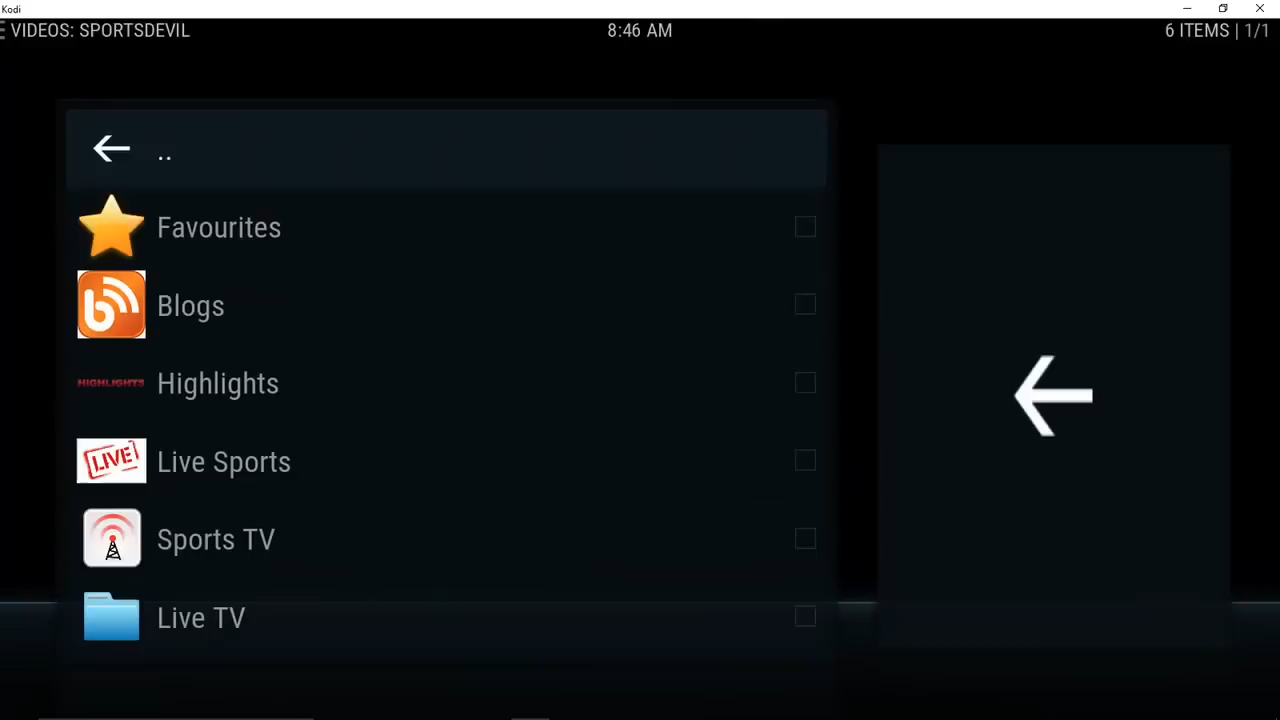 Kodi
VIDEOS: SPORTSDEVIL
8:46 AM
6 ITEMS | 1/1
..
Favourites
b
Blogs
HIGHLIGHTS
Highlights
LIVE
Live Sports
Sports TV
Live TV